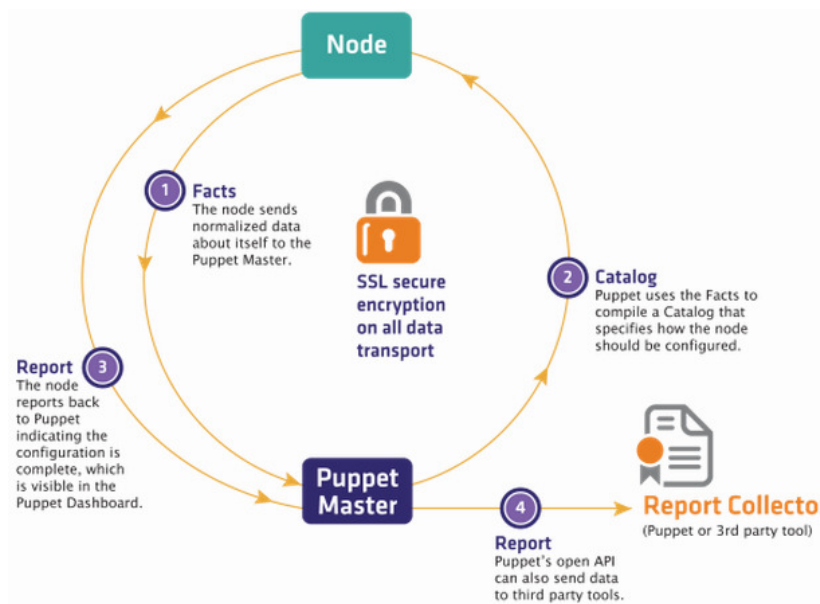 Node
1
Facts
The node sends
normalized data
about itself to the
Puppet Master.
SSL secure
encryption
on all data
transport
2
Catalog
Puppet uses the Facts to
compile a Catalog that
specifies how the node
should be configured.
Report
3
The node
reports back
to Puppet
indicating the
configuration is
complete, which
is visible in the
Puppet Dashboard.
Puppet
Master
4
Report
Puppet's open API
can also send data
to third party tools.
Report Collecto
(Puppet or 3rd party tool)